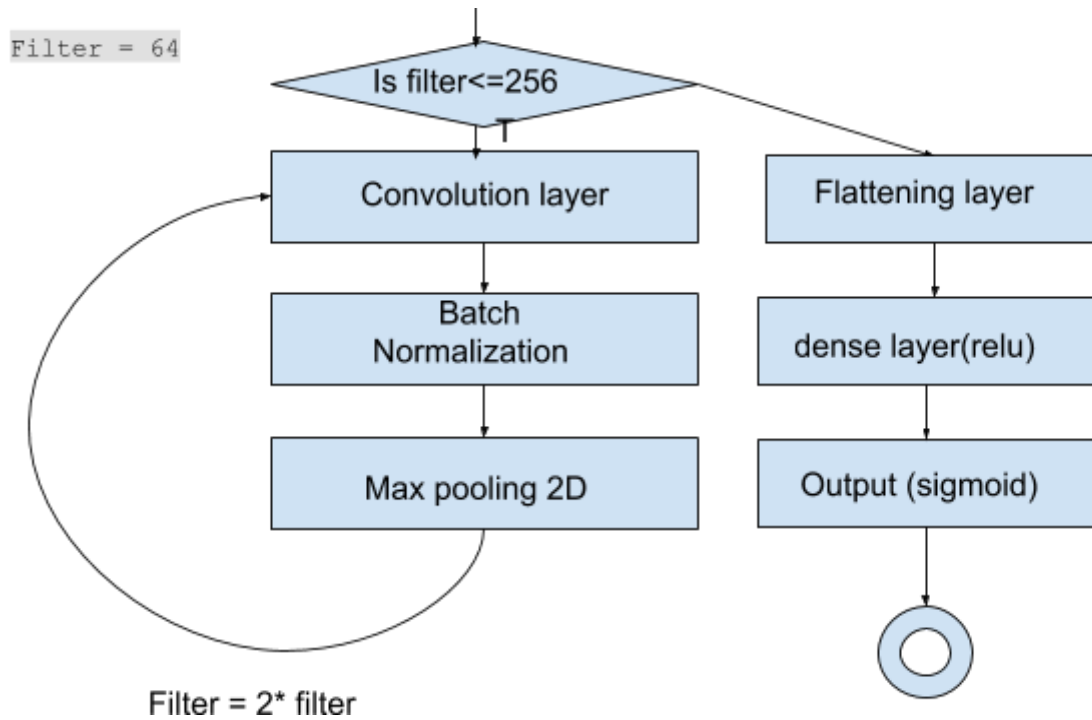 Filter = 64
Is filter<=256
T
Convolution layer
Batch
Normalization
Max pooling 2D
Filter = 2* filter
Flattening layer
dense layer(relu)
Output (sigmoid)